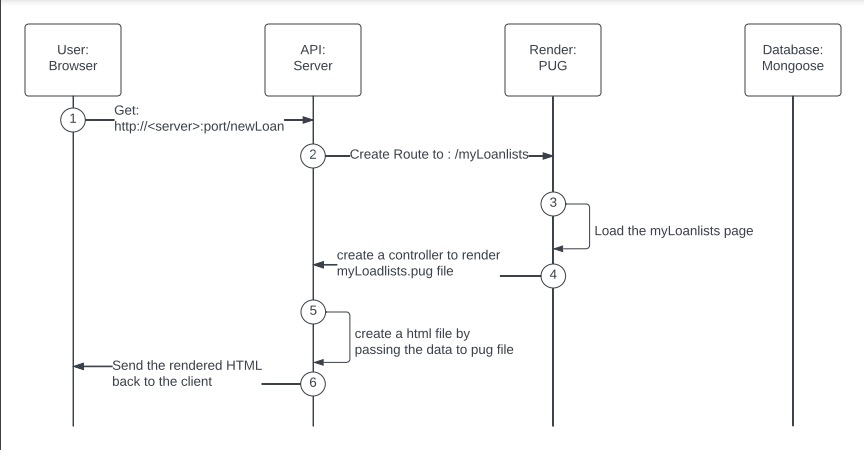 User:
Browser
API:
Server
Render:
PUG
Database:
Mongoose
1
Get:
http://<server>:port/newLoan
2
Create Route to : /myLoanlists
3
Load the myLoanlists page
create a controller to render
myLoadlists.pug file
4
5
create a html file by
passing the data to pug file
Send the rendered HTML
back to the client
6